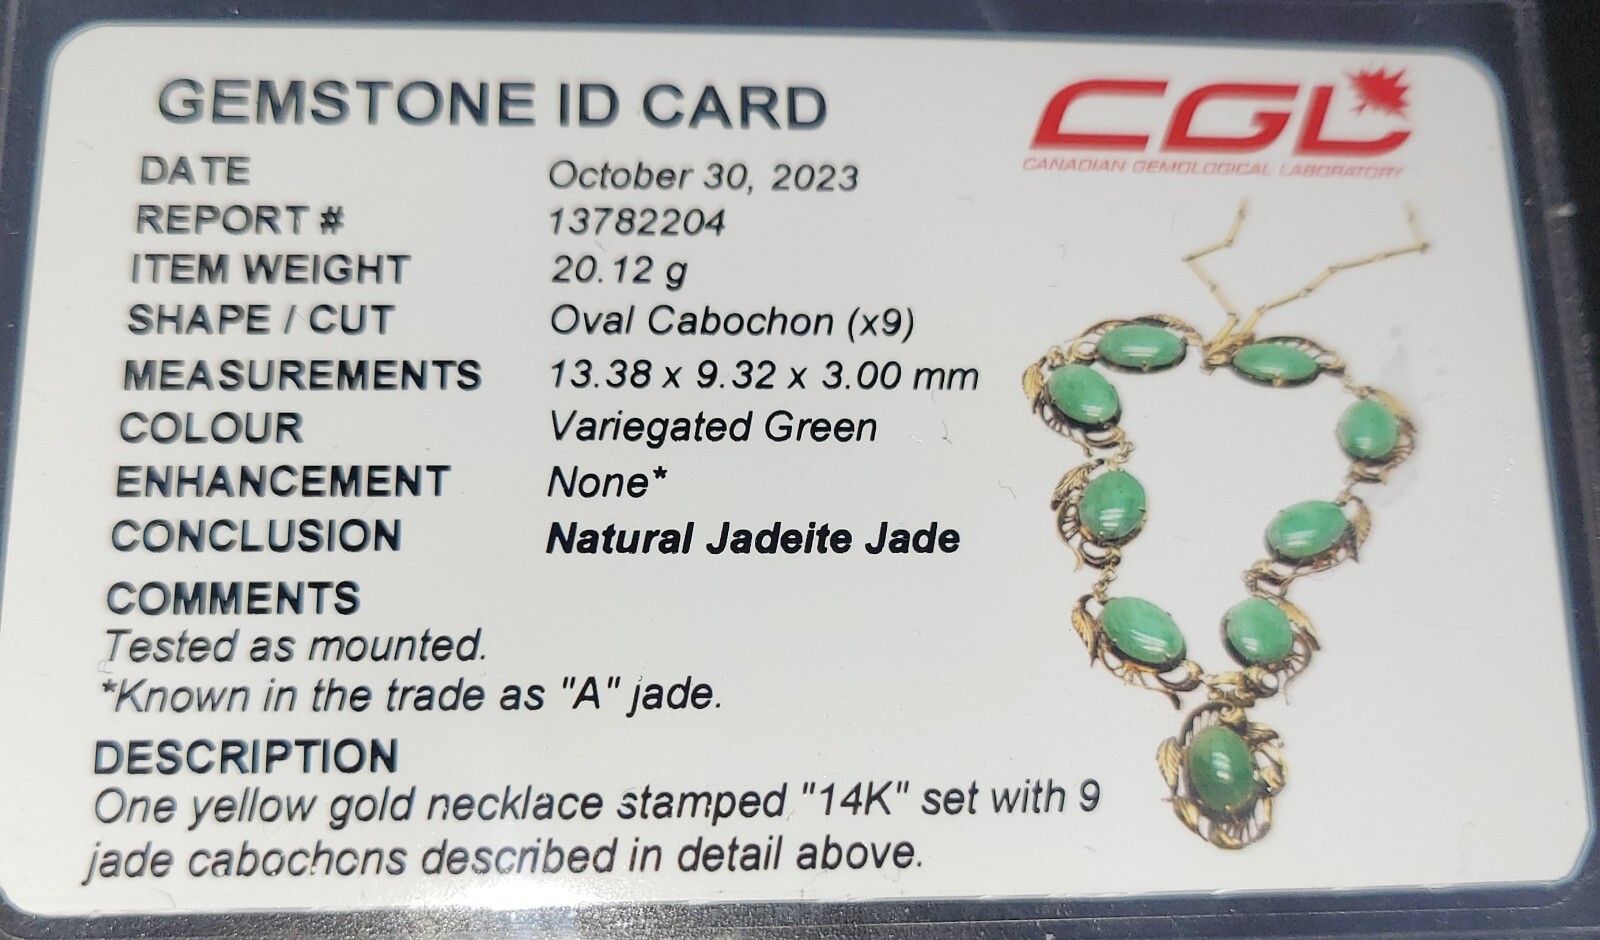 GEMSTONE ID CARD
CGL
CANADIAN GEMOLOGICAL LABORATORY
DATE October 30, 2023
REPORT # 13782204
ITEM WEIGHT 20.12 g
SHAPE / CUT Oval Cabochon (x9)
MEASUREMENTS 13.38 x 9.32 x 3.00 mm
COLOUR Variegated Green
ENHANCEMENT None*
CONCLUSION Natural Jadeite Jade
COMMENTS
Tested as mounted.
*Known in the trade as "A" jade.
DESCRIPTION
One yellow gold necklace stamped "14K" set with 9
jade cabochons described in detail above.